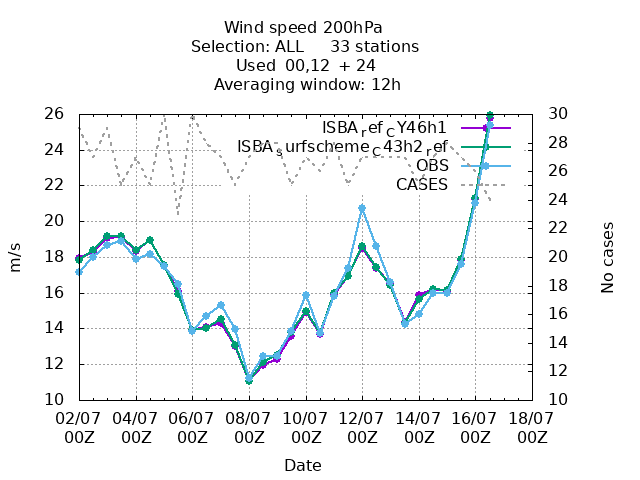 Wind speed 200hPa
Selection: ALL 33 stations
Used 00,12 + 24
Averaging window: 12h
26 30
24 28
22 26
20 24
18 22
16 20
14 18
12 16
10 14
12
10
ISBA_ref_CY46h1
ISBA_surfscheme_C43h2_ref
OBS
CASES
m/s
No cases
02/07 04/07 06/07 08/07 10/07 12/07 14/07 16/07 18/07
00Z 00Z 00Z 00Z 00Z 00Z 00Z 00Z 00Z
Date